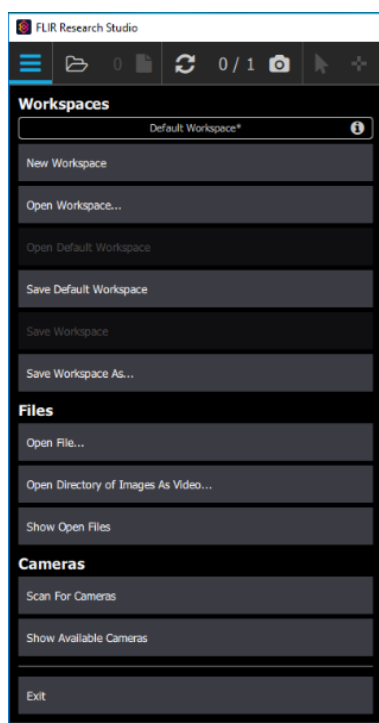 FLIR Research Studio
0 0 / 1
Workspaces
Default Workspace*
New Workspace
Open Workspace...
Open Default Workspace
Save Default Workspace
Save Workspace
Save Workspace As...
Files
Open File...
Open Directory of Images As Video...
Show Open Files
Cameras
Scan For Cameras
Show Available Cameras
Exit